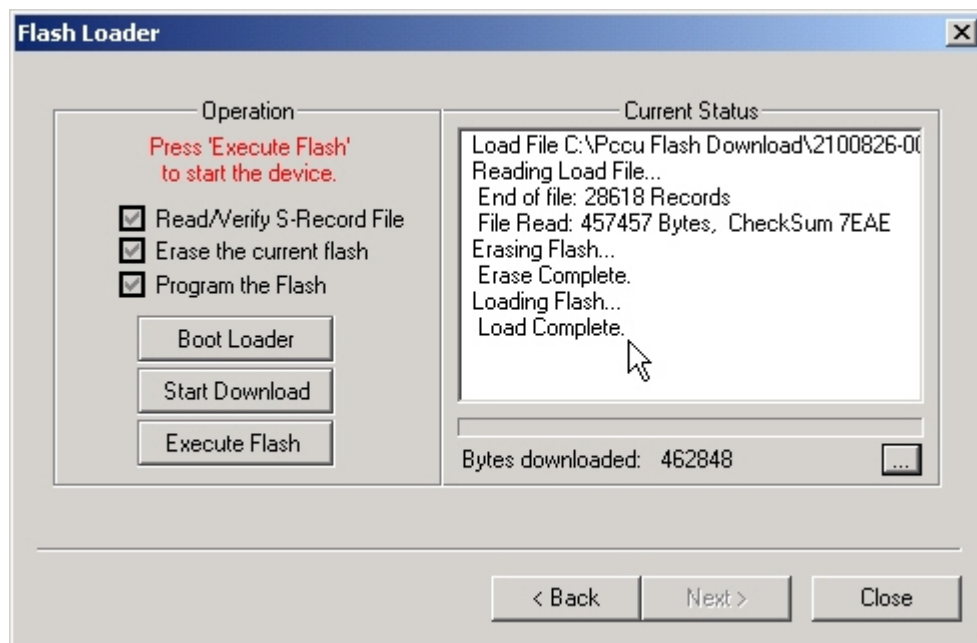 Flash Loader
Operation
Press 'Execute Flash'
to start the device.
Read/Verify S-Record File
Erase the current flash
Program the Flash
Boot Loader
Start Download
Execute Flash
Current Status
Load File C:\Pccu Flash Download\2100826-00
Reading Load File...
End of file: 28618 Records
File Read: 457457 Bytes,  CheckSum 7EAE
Erasing Flash...
Erase Complete.
Loading Flash...
Load Complete.
Bytes downloaded:   462848
...
< Back
Next >
Close